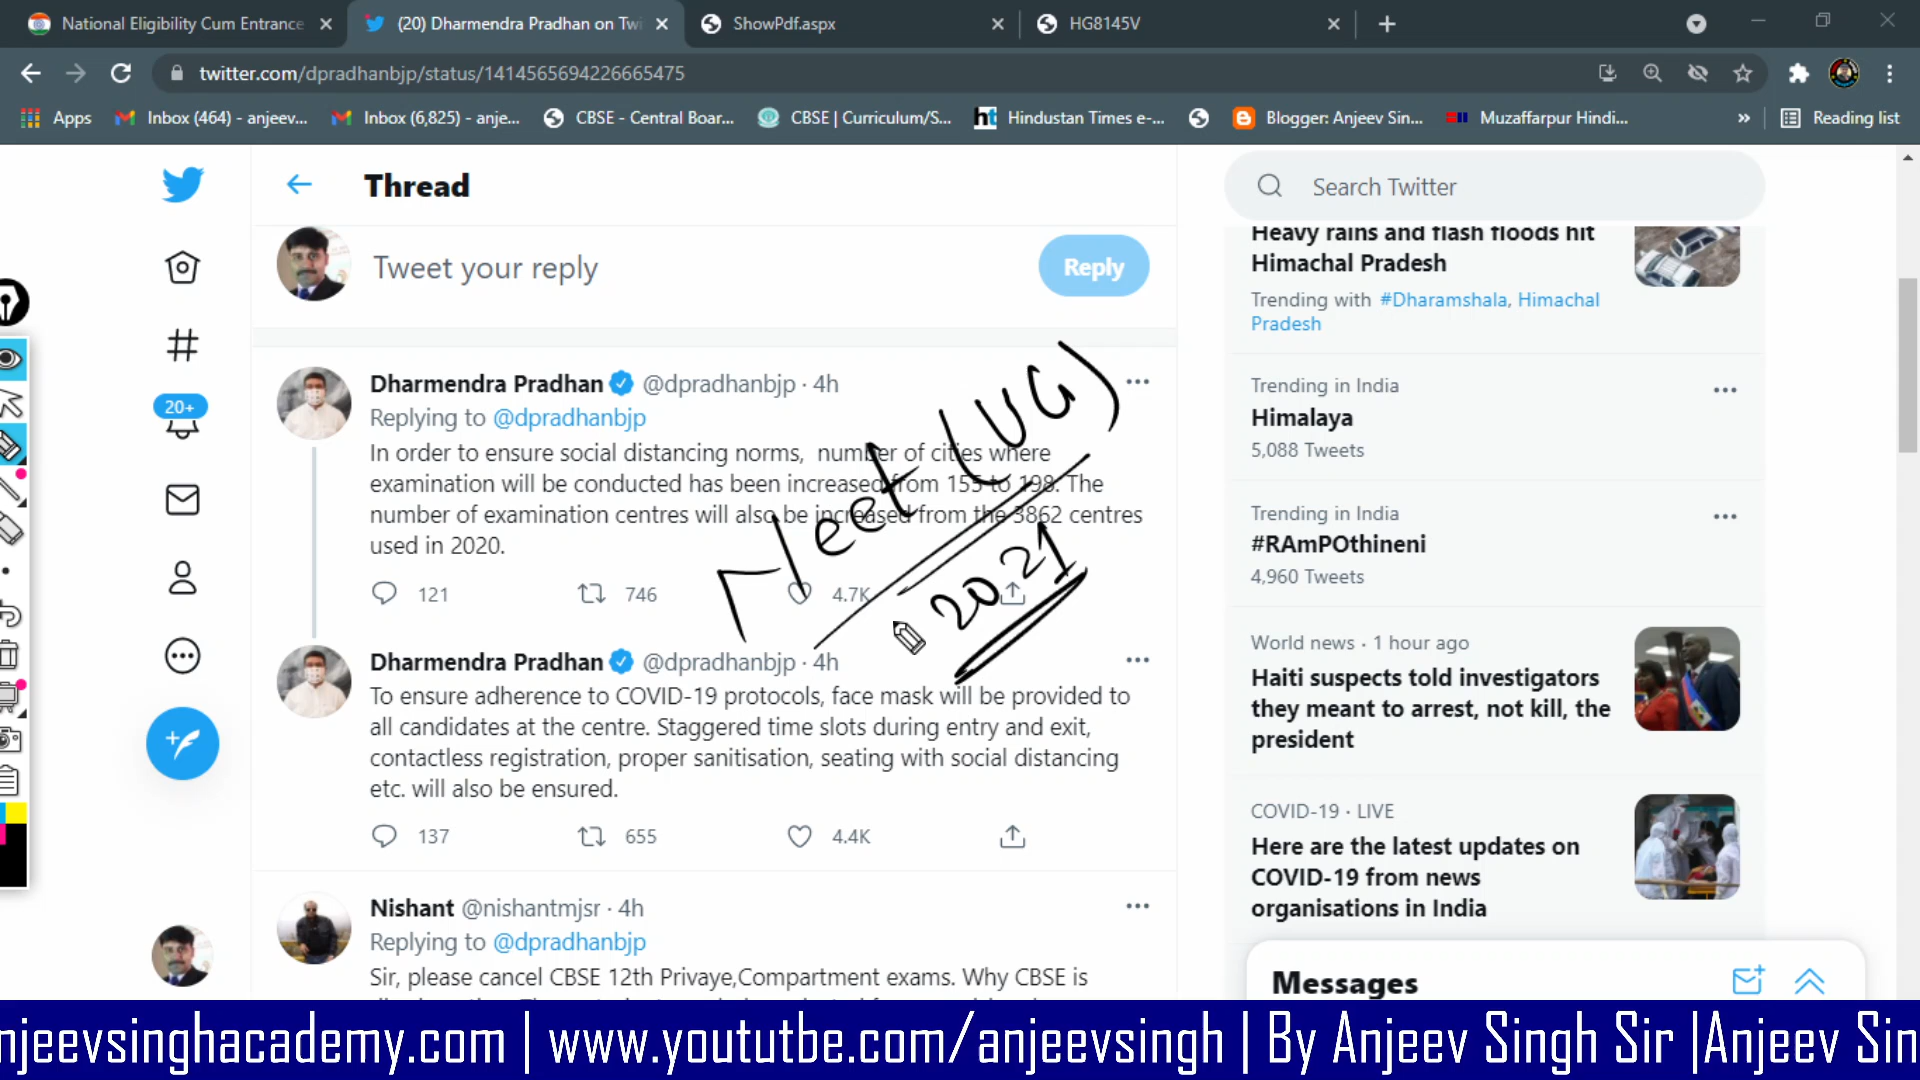 National Eligibility Cum Entrance
(20) Dharmendra Pradhan on Twi
ShowPdf.aspx
HG8145V
twitter.com/dpradhanbjp/status/1414565694226665475
Apps
Inbox (464) - anjeev...
Inbox (6,825) - anje...
CBSE - Central Boar...
CBSE | Curriculum/S...
ht
Hindustan Times e-...
Blogger: Anjeev Sin...
Muzaffarpur Hindi...
»
Reading list
Thread
Tweet your reply
Reply
Dharmendra Pradhan @dpradhanbjp · 4h
Replying to @dpradhanbjp
In order to ensure social distancing norms, number of cities where
examination will be conducted has been increased from 155 to 198. The
number of examination centres will also be increased from the 3862 centres
used in 2020.
121
746
4.7K
Neet (UG)
2021
Dharmendra Pradhan @dpradhanbjp · 4h
To ensure adherence to COVID-19 protocols, face mask will be provided to
all candidates at the centre. Staggered time slots during entry and exit,
contactless registration, proper sanitisation, seating with social distancing
etc. will also be ensured.
137
655
4.4K
Nishant @nishantmjsr · 4h
Replying to @dpradhanbjp
Sir, please cancel CBSE 12th Privaye,Compartment exams. Why CBSE is
20+
Search Twitter
Heavy rains and flash floods hit
Himachal Pradesh
Trending with #Dharamshala, Himachal
Pradesh
Trending in India
Himalaya
5,088 Tweets
Trending in India
#RAmPOthineni
4,960 Tweets
World news · 1 hour ago
Haiti suspects told investigators
they meant to arrest, not kill, the
president
COVID-19 · LIVE
Here are the latest updates on
COVID-19 from news
organisations in India
Messages
njeevsinghacademy.com | www.yoututbe.com/anjeevsingh | By Anjeev Singh Sir |Anjeev Sin